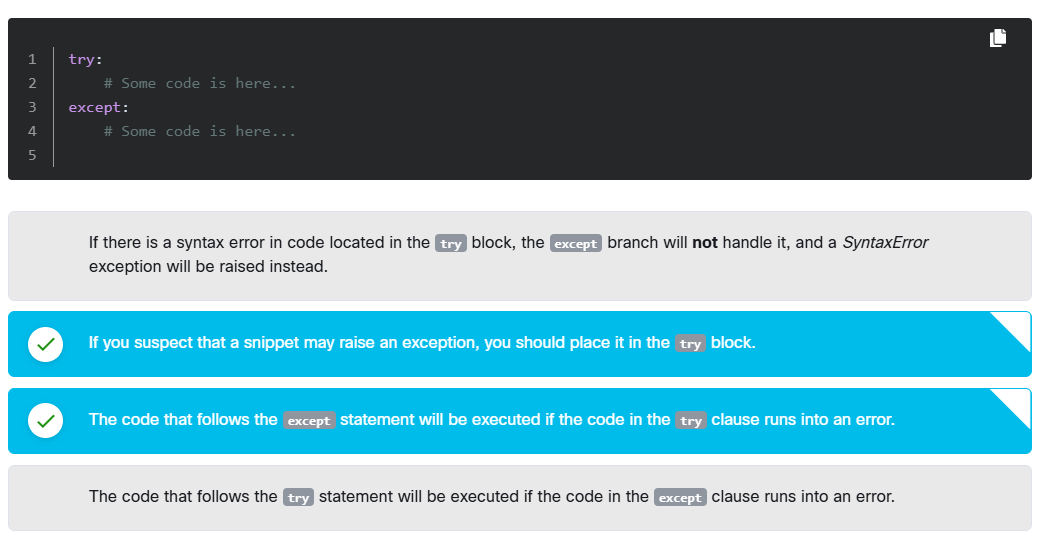 1 try:
2     # Some code is here...
3 except:
4     # Some code is here...
5
If there is a syntax error in code located in the try block, the except branch will not handle it, and a SyntaxError
exception will be raised instead.
If you suspect that a snippet may raise an exception, you should place it in the try block.
The code that follows the except statement will be executed if the code in the try clause runs into an error.
The code that follows the try statement will be executed if the code in the except clause runs into an error.